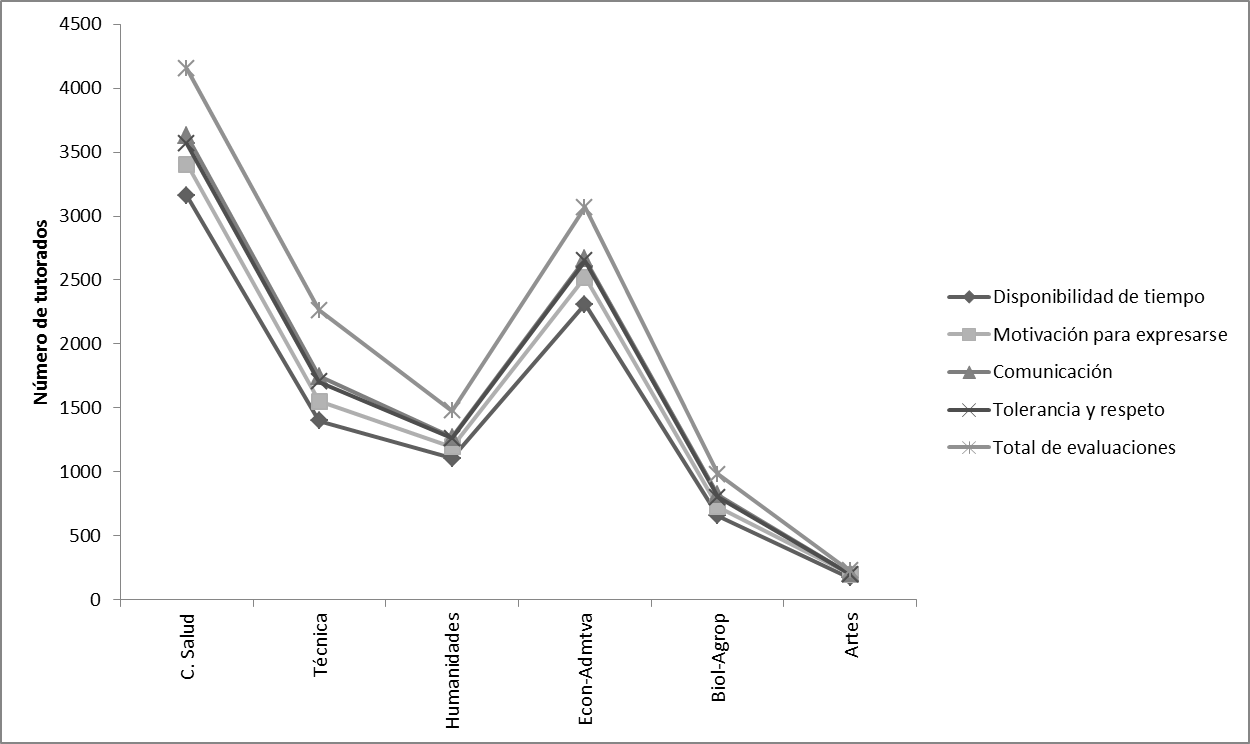 4500
4000
3500
3000
2500
2000
1500
1000
500
0
Número de tutorados
C. Salud
Técnica
Humanidades
Econ-Admtva
Biol-Agrop
Artes
Disponibilidad de tiempo
Motivación para expresarse
Comunicación
Tolerancia y respeto
Total de evaluaciones